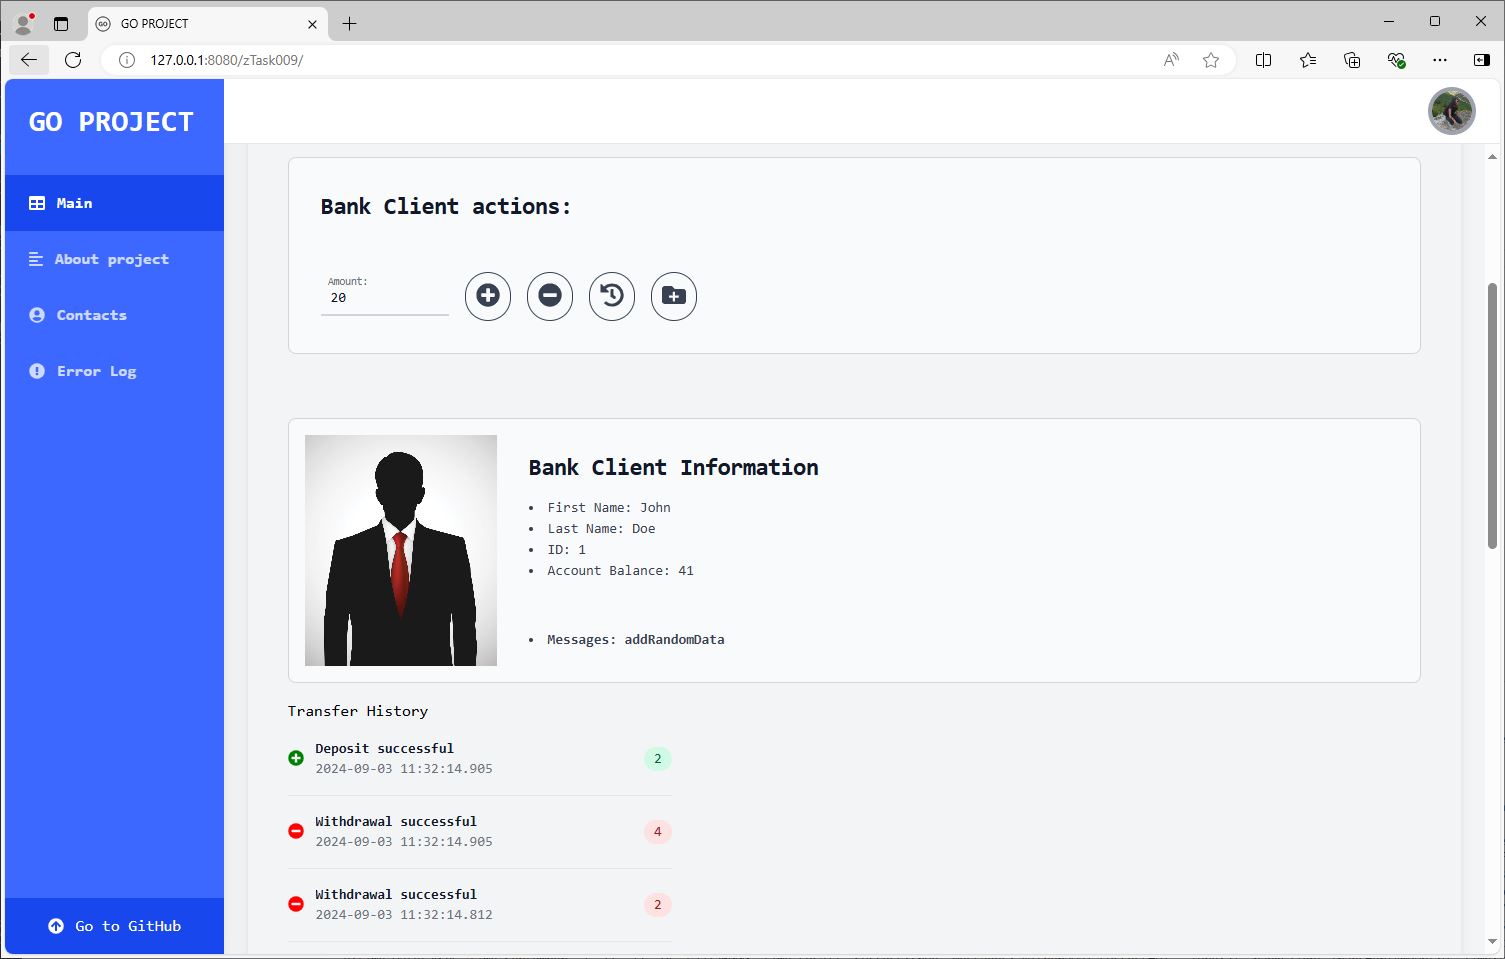 GO PROJECT
127.0.0.1:8080/zTask009/
GO PROJECT
Main
About project
Contacts
Error Log
Go to GitHub
Bank Client actions:
Amount:
20
Bank Client Information
First Name: John
Last Name: Doe
ID: 1
Account Balance: 41
Messages: addRandomData
Transfer History
Deposit successful
2
2024-09-03 11:32:14.905
Withdrawal successful
4
2024-09-03 11:32:14.905
Withdrawal successful
2
2024-09-03 11:32:14.812